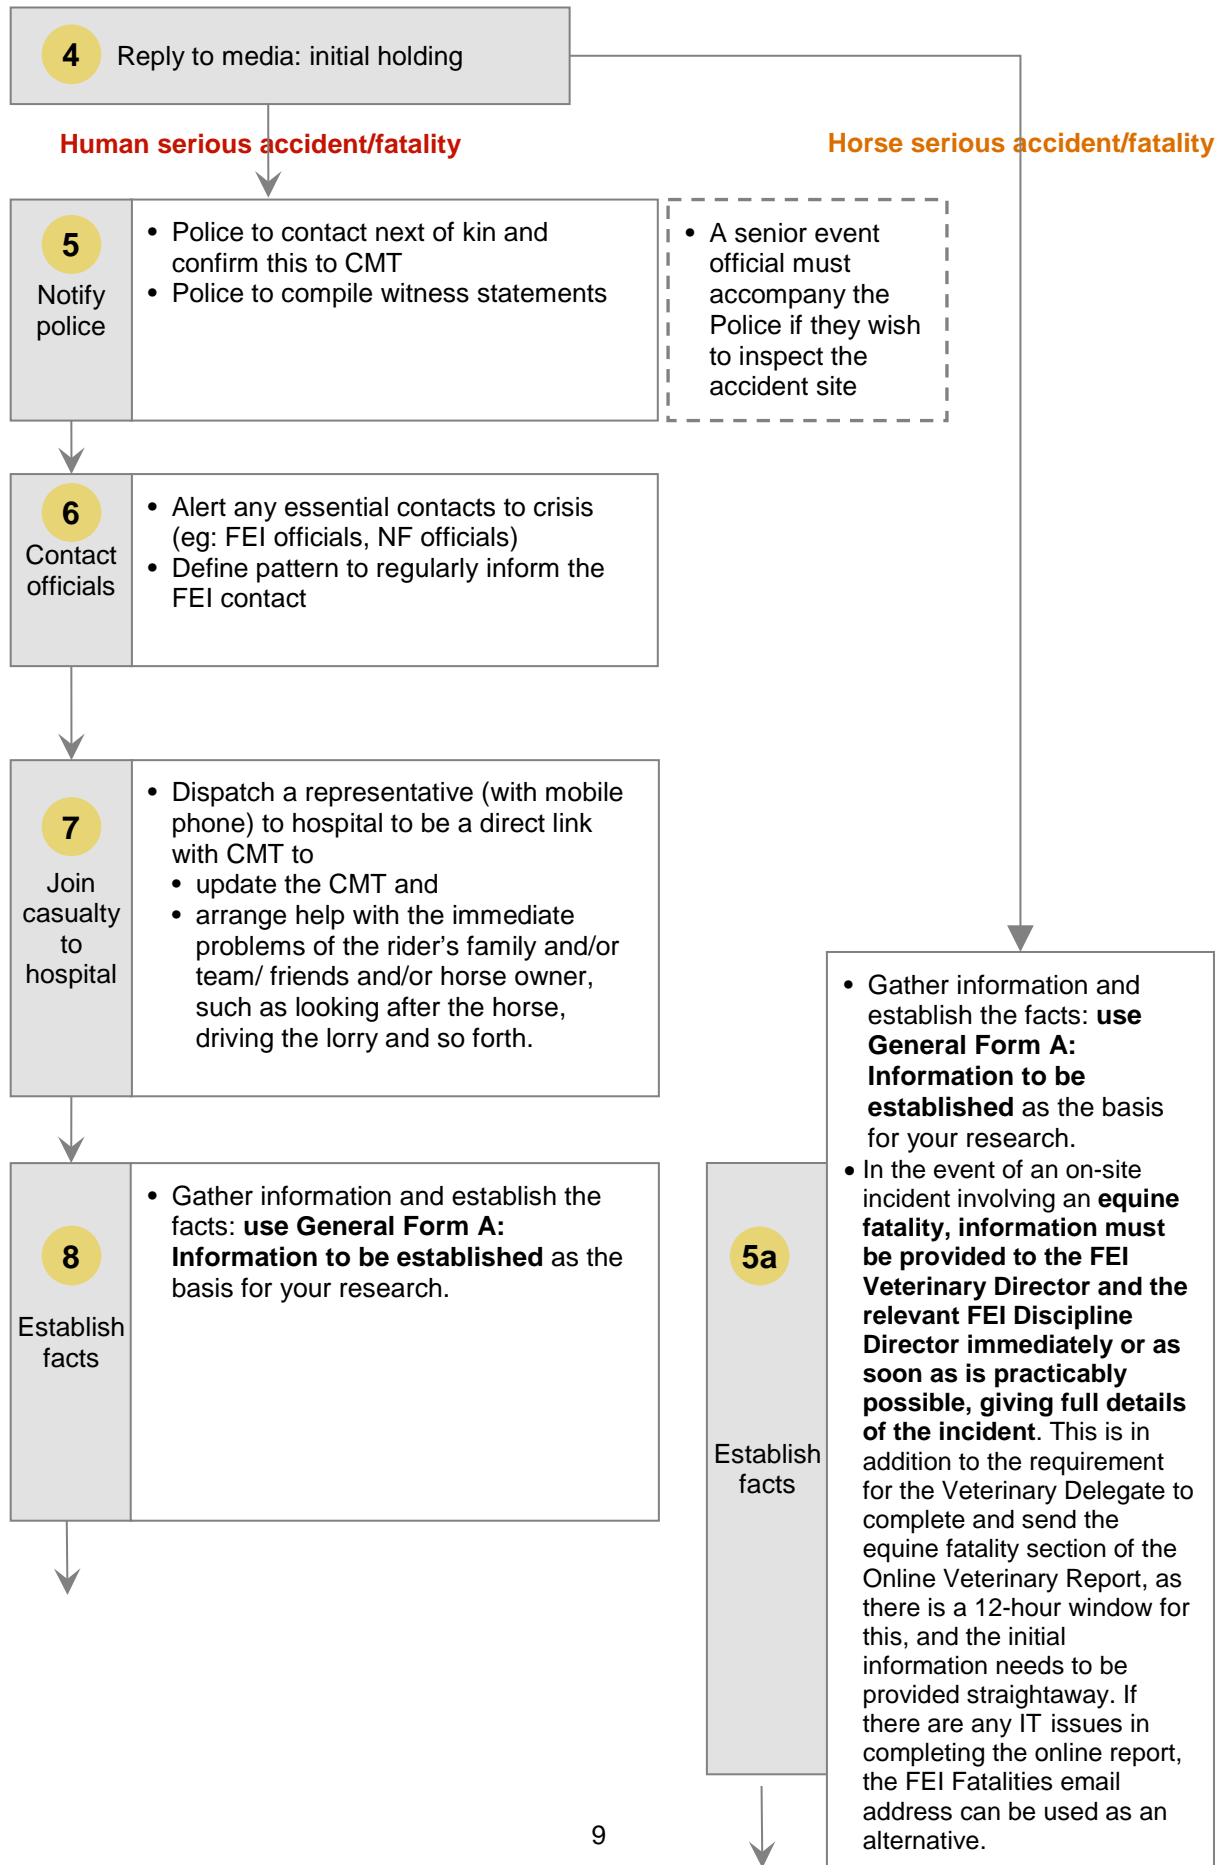 4 Reply to media: initial holding
Human serious accident/fatality
Horse serious accident/fatality
5
Notify
police
• Police to contact next of kin and
confirm this to CMT
• Police to compile witness statements
• A senior event
official must
accompany the
Police if they wish
to inspect the
accident site
6
Contact
officials
• Alert any essential contacts to crisis
(eg: FEI officials, NF officials)
• Define pattern to regularly inform the
FEI contact
7
Join
casualty
to
hospital
• Dispatch a representative (with mobile
phone) to hospital to be a direct link
with CMT to
• update the CMT and
• arrange help with the immediate
problems of the rider’s family and/or
team/ friends and/or horse owner,
such as looking after the horse,
driving the lorry and so forth.
8
Establish
facts
• Gather information and establish the
facts: use General Form A:
Information to be established as the
basis for your research.
5a
Establish
facts
• Gather information and
establish the facts: use
General Form A:
Information to be
established as the basis
for your research.
• In the event of an on-site
incident involving an equine
fatality, information must
be provided to the FEI
Veterinary Director and the
relevant FEI Discipline
Director immediately or as
soon as is practicably
possible, giving full details
of the incident. This is in
addition to the requirement
for the Veterinary Delegate to
complete and send the
equine fatality section of the
Online Veterinary Report, as
there is a 12-hour window for
this, and the initial
information needs to be
provided straightaway. If
there are any IT issues in
completing the online report,
the FEI Fatalities email
address can be used as an
alternative.
9